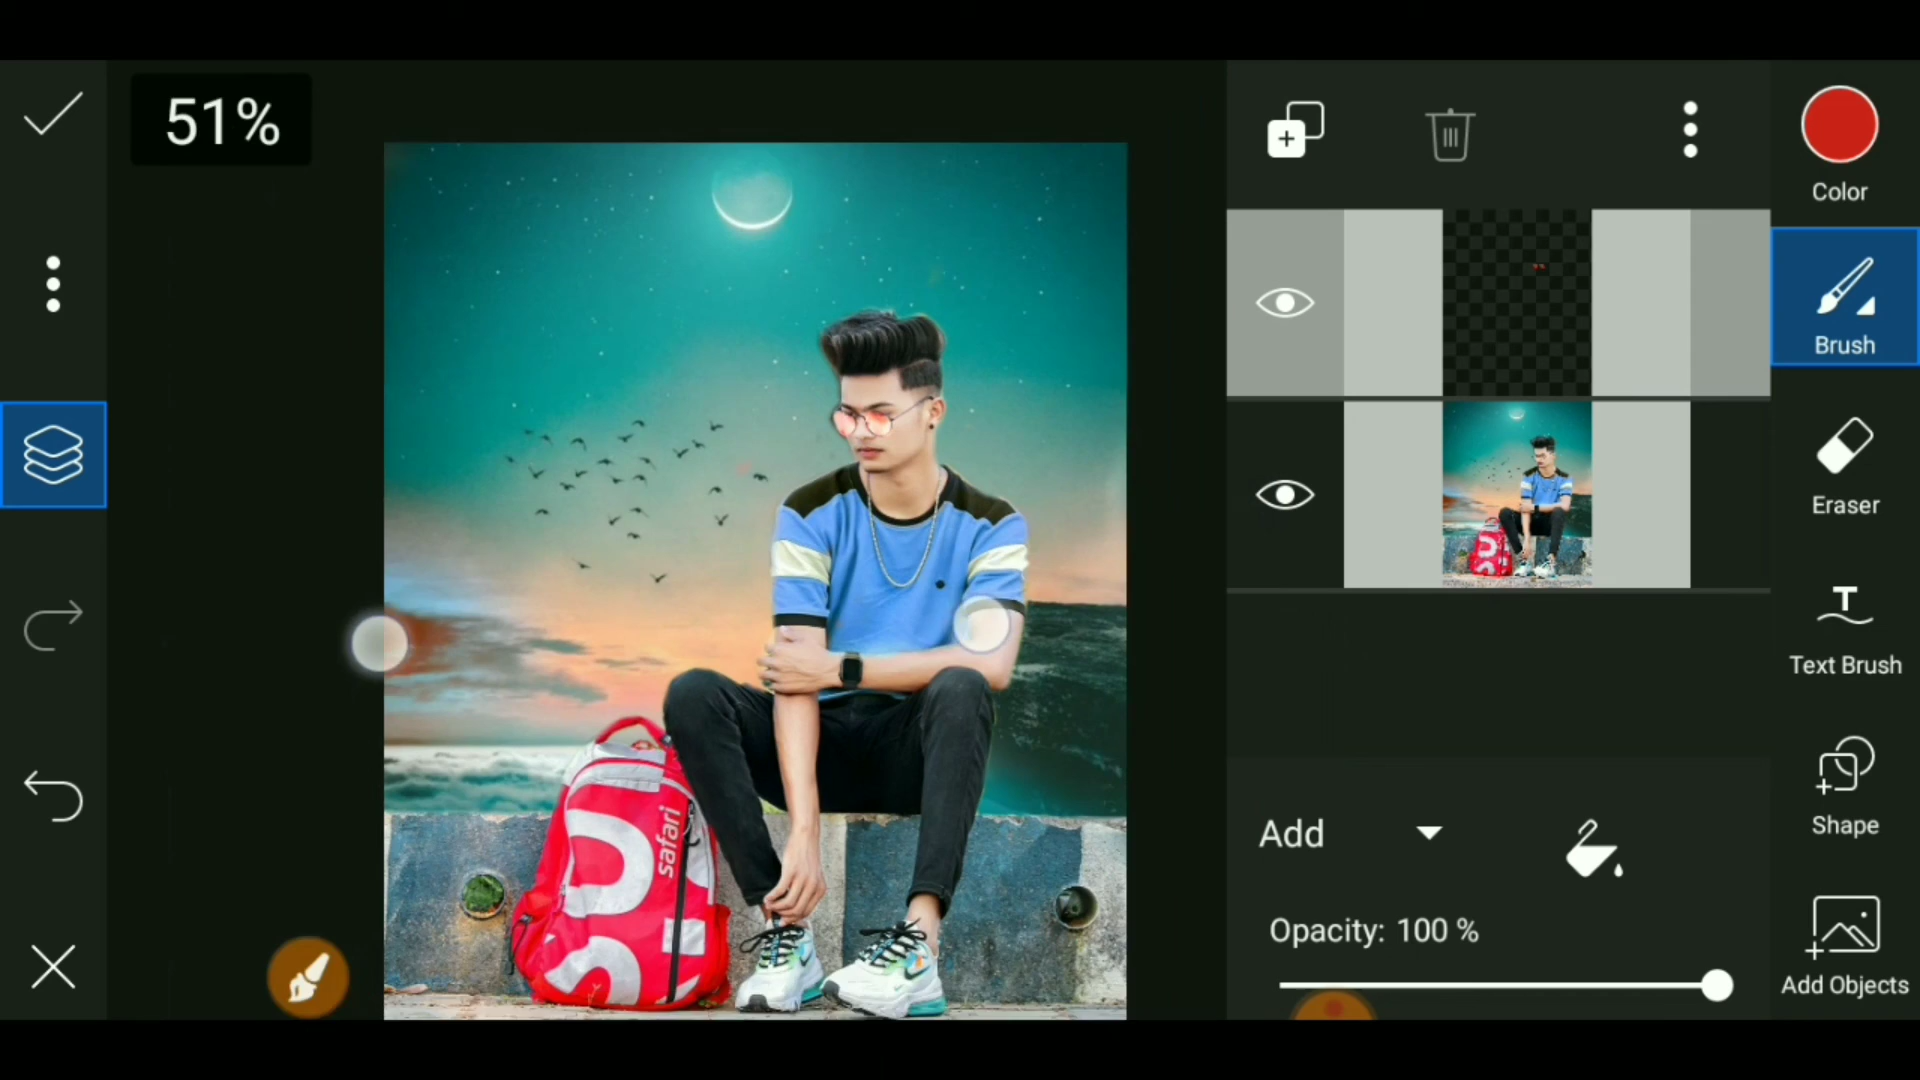 51%
Color
Brush
Eraser
Text Brush
Shape
Add Objects
Add
Opacity: 100 %
safari